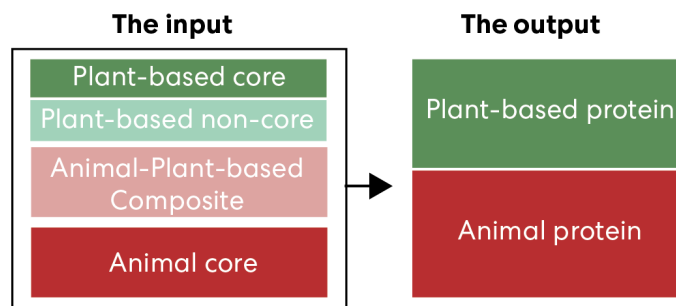 The input
Plant-based core
Plant-based non-core
Animal-Plant-based
Composite
Animal core
The output
Plant-based protein
Animal protein